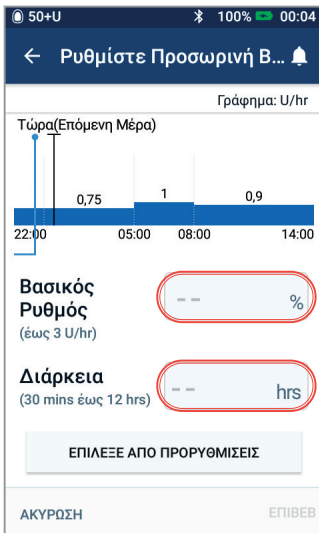 50+U 100% 00:04
Ρυθμίστε Προσωρινή Β...
Γράφημα: U/hr
Τώρα(Επόμενη Μέρα)
0,75 1 0,9
22:00 05:00 08:00 14:00
Βασικός
Ρυθμός
(έως 3 U/hr)
-- %
Διάρκεια
(30 mins έως 12 hrs)
-- hrs
ΕΠΙΛΕΞΕ ΑΠΟ ΠΡΟΡΥΘΜΙΣΕΙΣ
ΑΚΥΡΩΣΗ ΕΠΙΒΕΒ